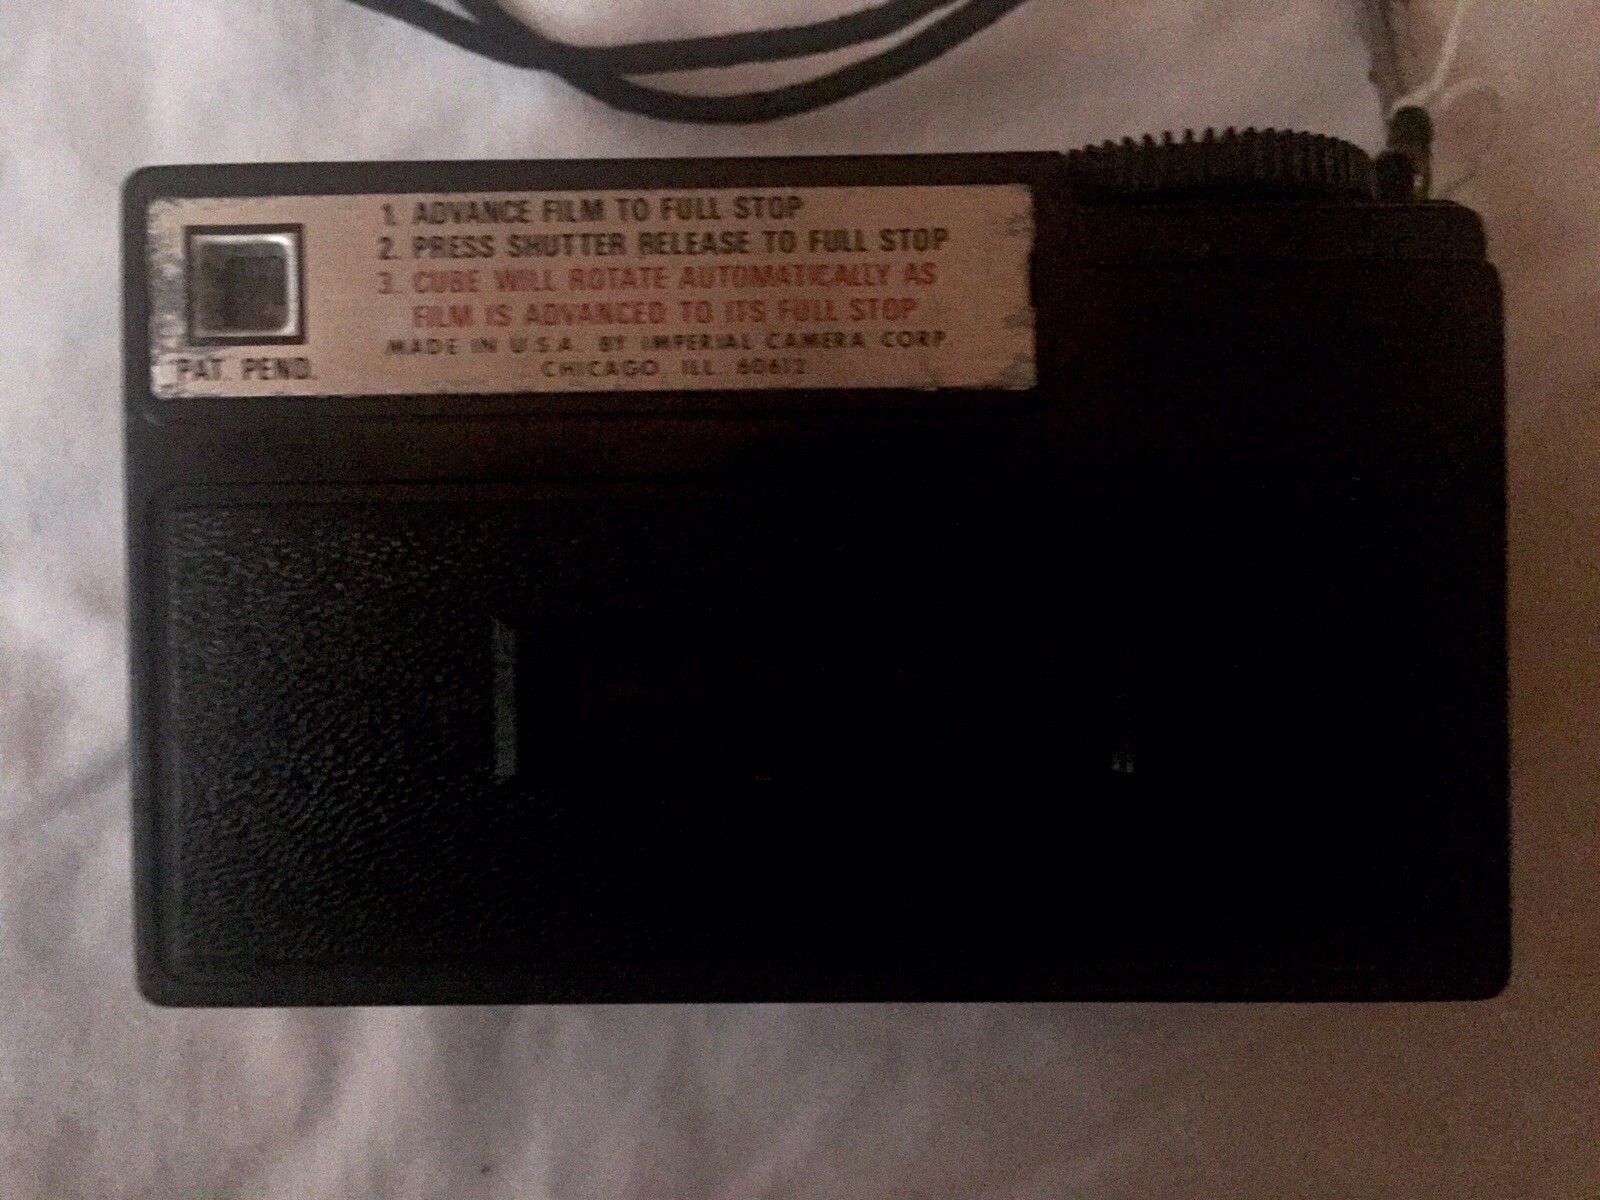 1. ADVANCE FILM TO FULL STOP
2. PRESS SHUTTER RELEASE TO FULL STOP
3. CUBE WILL ROTATE AUTOMATICALLY AS
FILM IS ADVANCED TO ITS FULL STOP
MADE IN U.S.A. BY IMPERIAL CAMERA CORP.
CHICAGO, ILL. 60612
PAT. PEND.